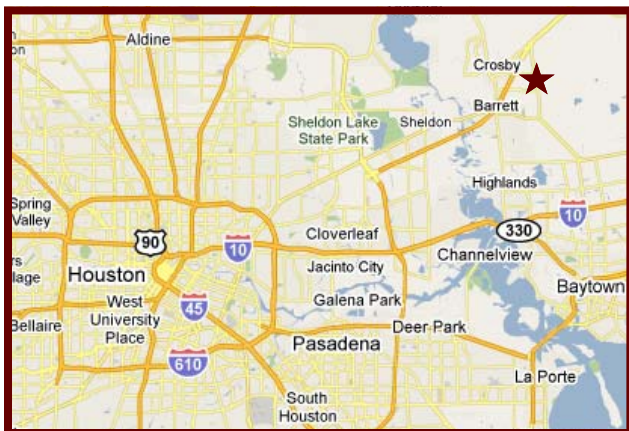 Aldine
Crosby
Barrett
Sheldon Lake
State Park
Sheldon
Highlands
Spring
Valley
90
10
Cloverleaf
330
10
Channelview
Jacinto City
Houston
Baytown
Galena Park
45
West
University
Place
Bellaire
Deer Park
Pasadena
610
La Porte
South
Houston